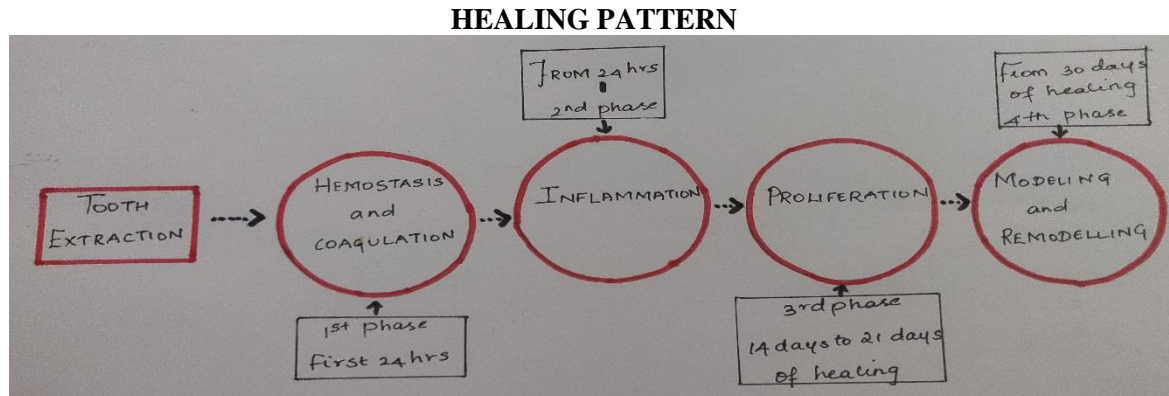 HEALING PATTERN
TOOTH
EXTRACTION
HEMOSTASIS
and
COAGULATION
1st phase
First 24 hrs
FROM 24 hrs
2nd phase
INFLAMMATION
PROLIFERATION
3rd phase
14 days to 21 days
of healing
From 30 days
of healing
4th phase
MODELING
and
REMODELLING